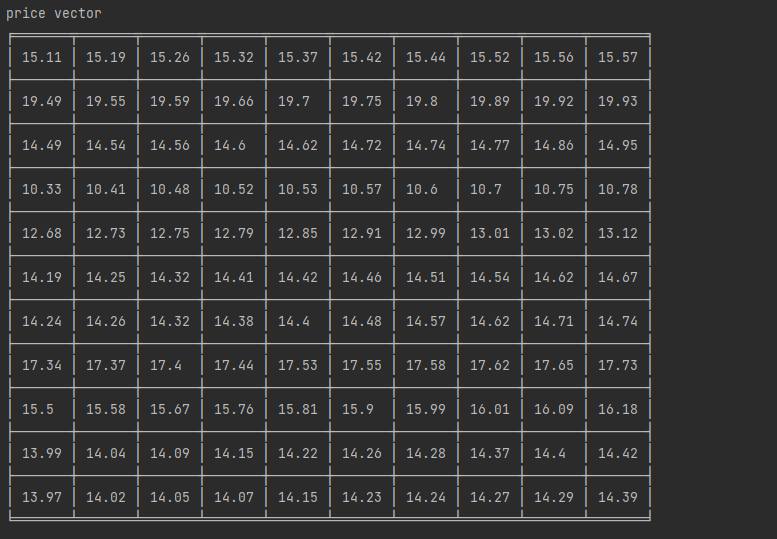 price vector
15.11 15.19 15.26 15.32 15.37 15.42 15.44 15.52 15.56 15.57
19.49 19.55 19.59 19.66 19.7 19.75 19.8 19.89 19.92 19.93
14.49 14.54 14.56 14.6 14.62 14.72 14.74 14.77 14.86 14.95
10.33 10.41 10.48 10.52 10.53 10.57 10.6 10.7 10.75 10.78
12.68 12.73 12.75 12.79 12.85 12.91 12.99 13.01 13.02 13.12
14.19 14.25 14.32 14.41 14.42 14.46 14.51 14.54 14.62 14.67
14.24 14.26 14.32 14.38 14.4 14.48 14.57 14.62 14.71 14.74
17.34 17.37 17.4 17.44 17.53 17.55 17.58 17.62 17.65 17.73
15.5 15.58 15.67 15.76 15.81 15.9 15.99 16.01 16.09 16.18
13.99 14.04 14.09 14.15 14.22 14.26 14.28 14.37 14.4 14.42
13.97 14.02 14.05 14.07 14.15 14.23 14.24 14.27 14.29 14.39